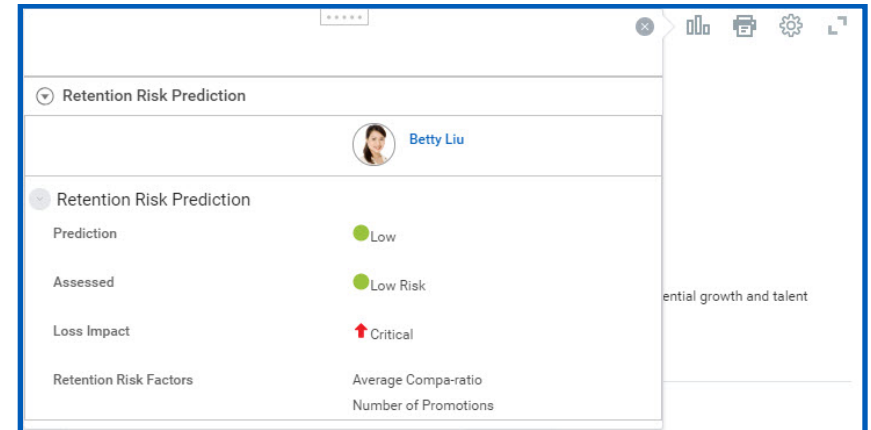 Retention Risk Prediction
Betty Liu
Retention Risk Prediction
Prediction Low
Assessed Low Risk
Loss Impact Critical
Retention Risk Factors Average Compa-ratio
Number of Promotions
ential growth and talent